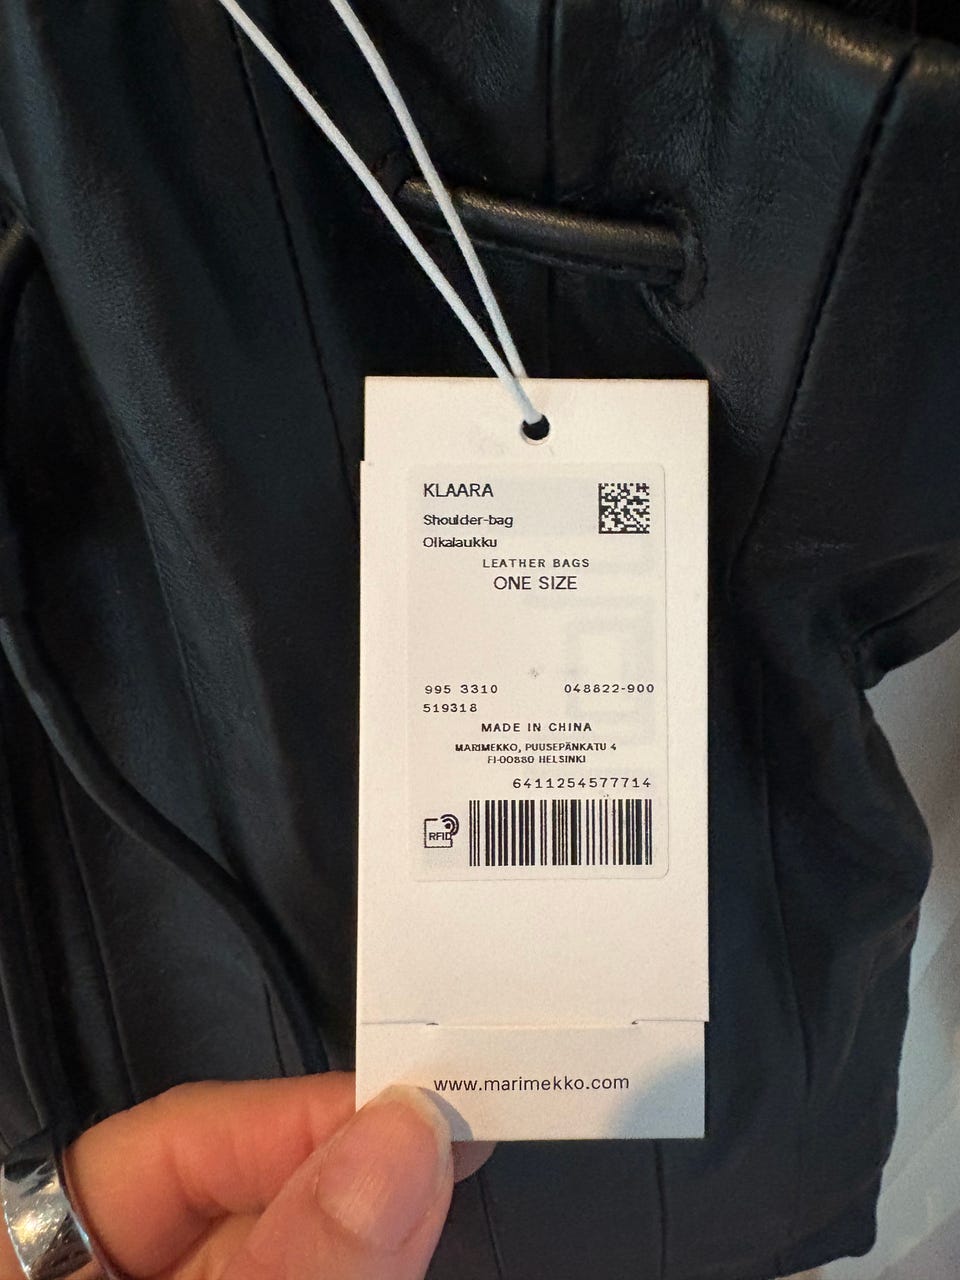 KLAARA
Shoulder-bag
Olkalaukku
LEATHER BAGS
ONE SIZE
995 3310 048822-900
519318
MADE IN CHINA
MARIMEKKO, PUUSEPÄNKATU 4
FI-00880 HELSINKI
6411254577714
RFID
www.marimekko.com